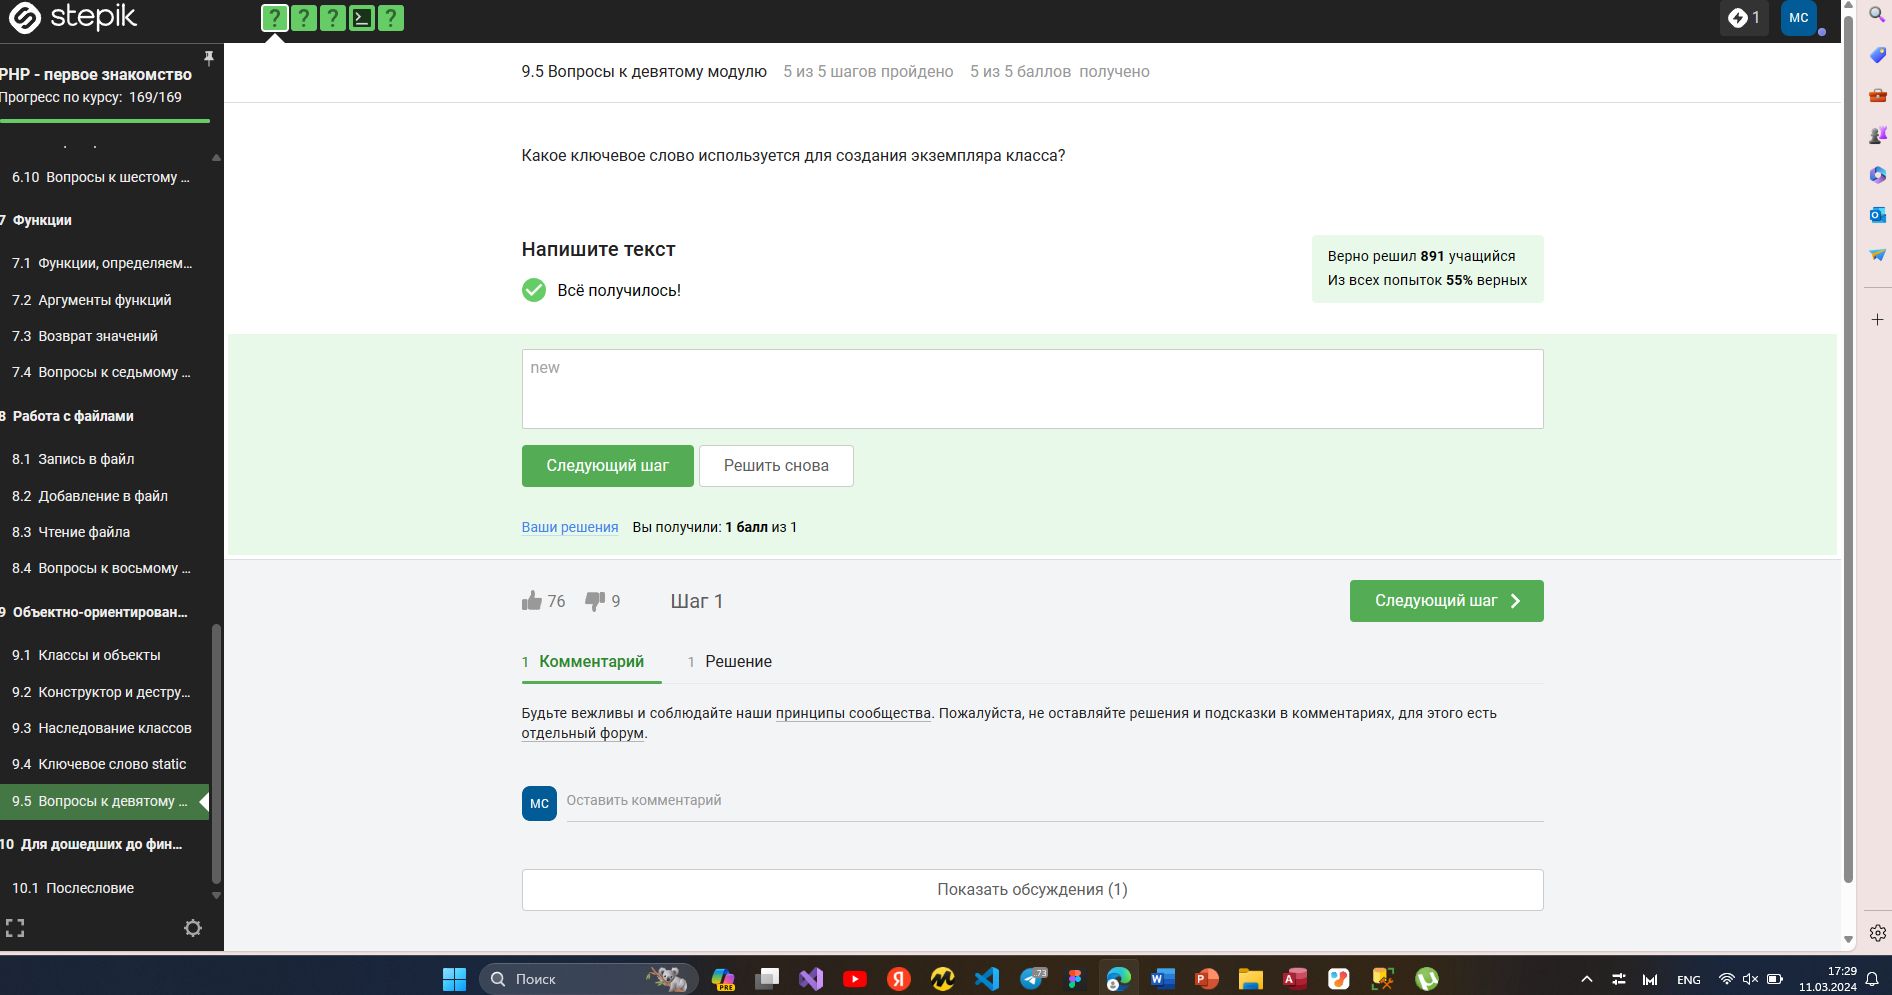 stepik
1
МС
PHP - первое знакомство
Прогресс по курсу: 169/169
6.10 Вопросы к шестому ...
7 Функции
7.1 Функции, определяем...
7.2 Аргументы функций
7.3 Возврат значений
7.4 Вопросы к седьмому ...
8 Работа с файлами
8.1 Запись в файл
8.2 Добавление в файл
8.3 Чтение файла
8.4 Вопросы к восьмому ...
9 Объектно-ориентирован...
9.1 Классы и объекты
9.2 Конструктор и деструк...
9.3 Наследование классов
9.4 Ключевое слово static
9.5 Вопросы к девятому ...
10 Для дошедших до фин...
10.1 Послесловие
9.5 Вопросы к девятому модулю 5 из 5 шагов пройдено 5 из 5 баллов получено
Какое ключевое слово используется для создания экземпляра класса?
Напишите текст
Всё получилось!
Верно решил 891 учащийся
Из всех попыток 55% верных
new
Следующий шаг Решить снова
Ваши решения Вы получили: 1 балл из 1
76 9 Шаг 1 Следующий шаг
1 Комментарий 1 Решение
Будьте вежливы и соблюдайте наши принципы сообщества. Пожалуйста, не оставляйте решения и подсказки в комментариях, для этого есть
отдельный форум.
МС Оставить комментарий
Показать обсуждения (1)
Поиск
PRE
73
ENG
17:29
11.03.2024